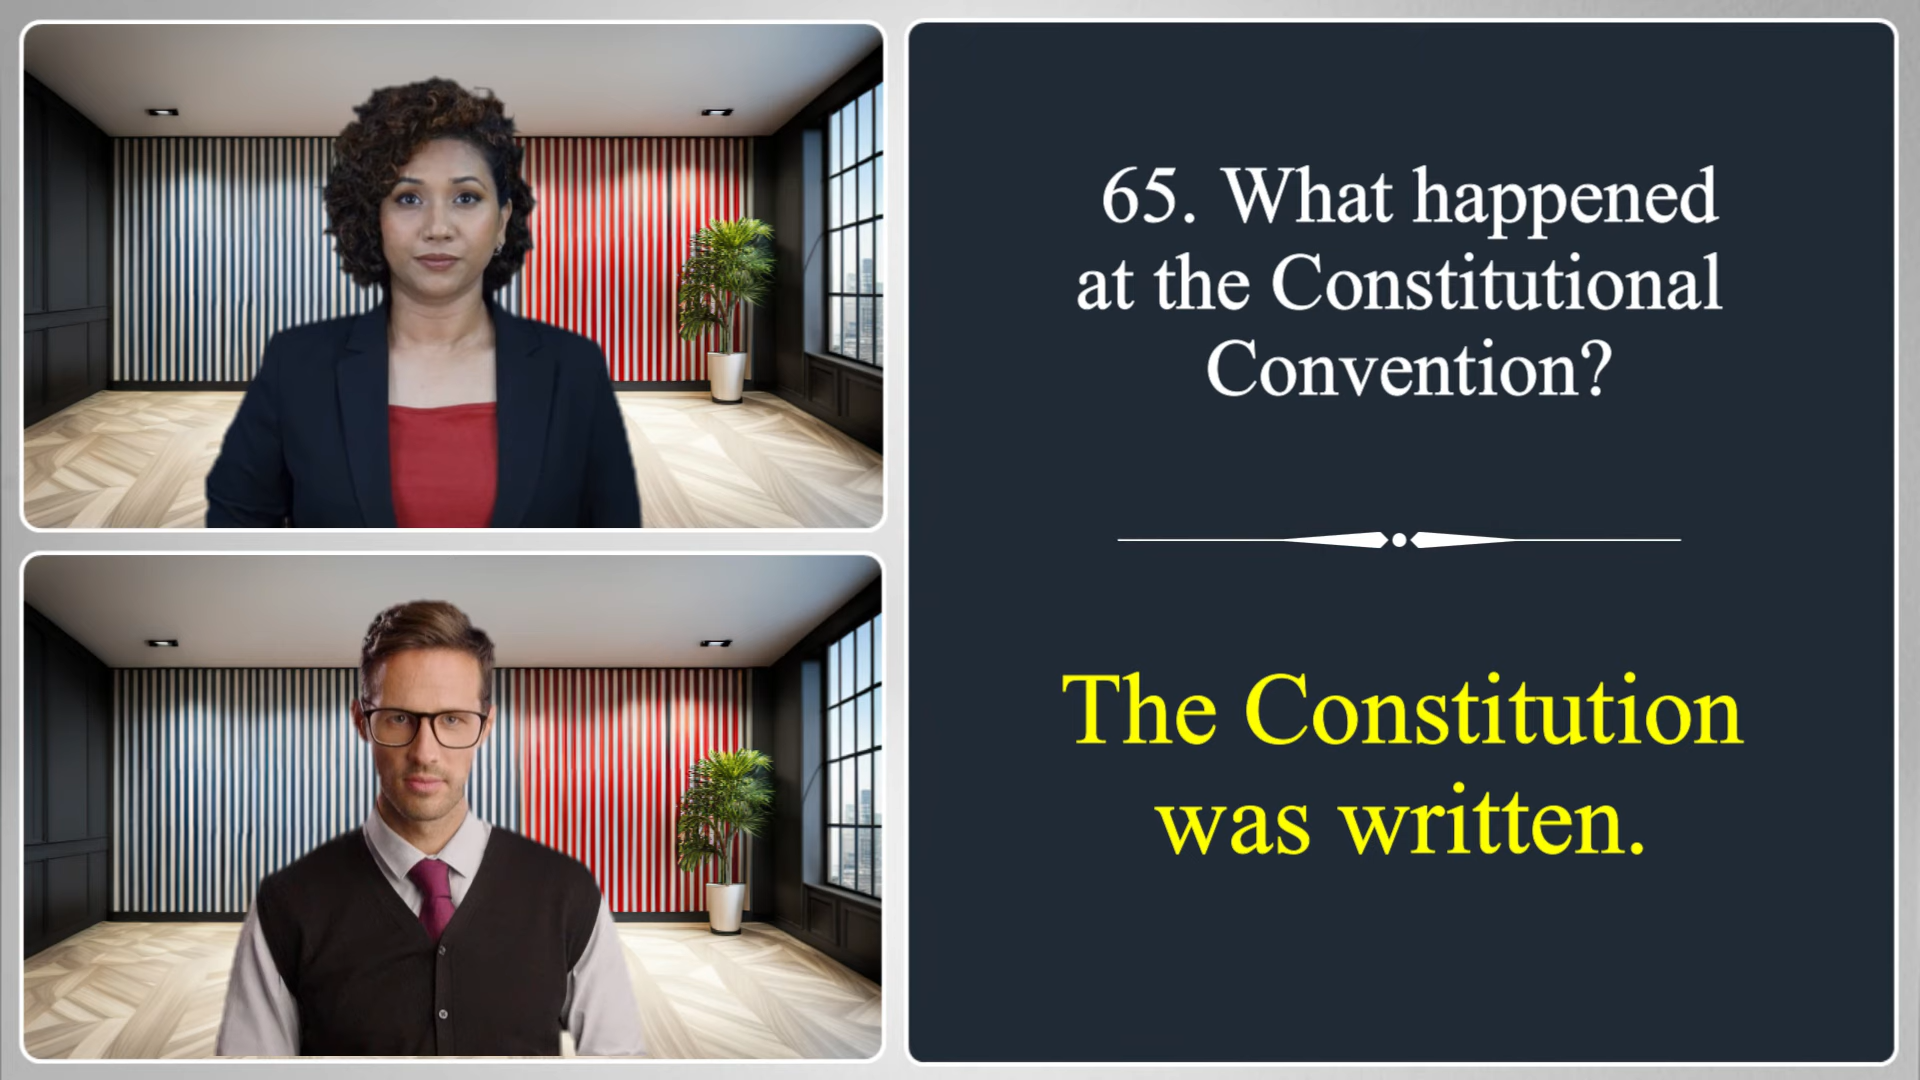 65. What happened
at the Constitutional
Convention?
The Constitution
was written.